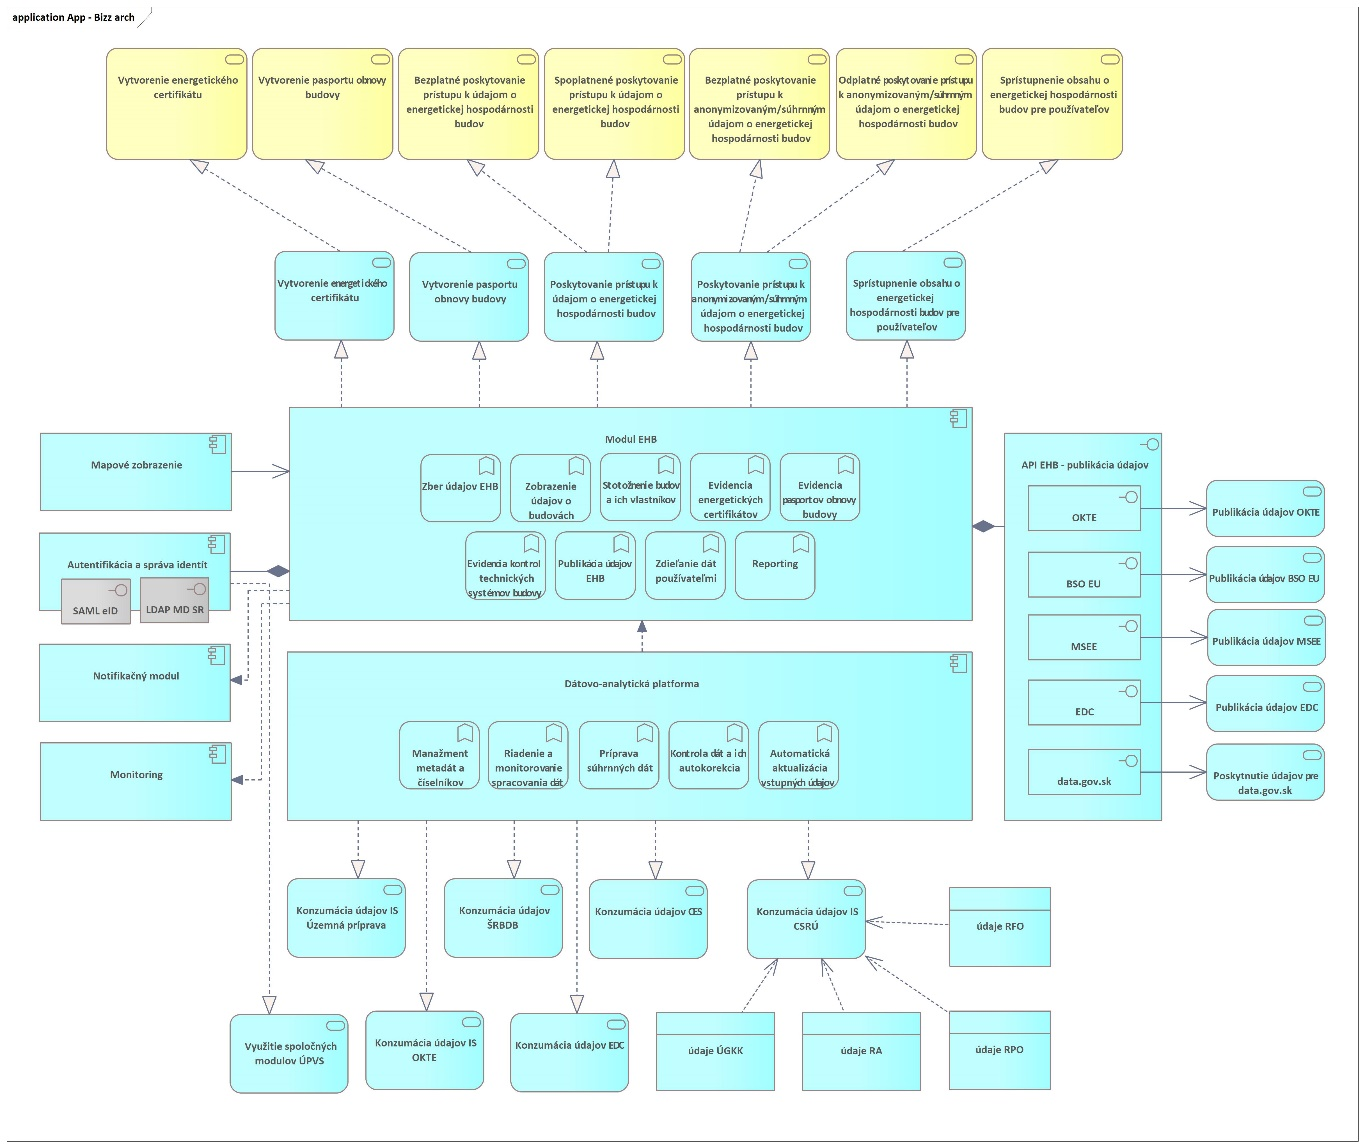 application App - Bizz arch
Vytvorenie energetického
certifikátu
Vytvorenie pasportu obnovy
budovy
Bezplatné poskytovanie
prístupu k údajom o
energetickej hospodárnosti
budov
Spoplatnené poskytovanie
prístupu k údajom o
energetickej hospodárnosti
budov
Bezplatné poskytovanie
prístupu k
anonymizovaným/súhrnným
údajom o energetickej
hospodárnosti budov
Odplatné poskytovanie prístupu
k anonymizovaným/súhrnným
údajom o energetickej
hospodárnosti budov
Sprístupnenie obsahu o
energetickej hospodárnosti
budov pre používateľov
Vytvorenie energetického
certifikátu
Vytvorenie pasportu
obnovy budovy
Poskytovanie prístupu k
údajom o energetickej
hospodárnosti budov
Poskytovanie prístupu k
anonymizovaným/súhrnným
údajom o energetickej
hospodárnosti budov
Sprístupnenie obsahu o
energetickej
hospodárnosti budov pre
používateľov
Mapové zobrazenie
Autentifikácia a správa identít
SAML eID
LDAP MD SR
Notifikačný modul
Monitoring
Modul EHB
Zber údajov EHB
Zobrazenie
údajov o
budovách
Stotožnenie budov
a ich vlastníkov
Evidencia
energetických
certifikátov
Evidencia
pasportov obnovy
budovy
Evidencia kontrol
technických
systémov budovy
Publikácia údajov
EHB
Zdieľanie dát
používateľmi
Reporting
API EHB - publikácia údajov
OKTE
BSO EU
MSEE
EDC
data.gov.sk
Publikácia údajov OKTE
Publikácia údajov BSO EU
Publikácia údajov MSEE
Publikácia údajov EDC
Poskytnutie údajov pre
data.gov.sk
Dátovo-analytická platforma
Manažment
metadát a
číselníkov
Riadenie a
monitorovanie
spracovania dát
Príprava
súhrnných dát
Kontrola dát a ich
autokorekcia
Automatická
aktualizácia
vstupných údajov
Konzumácia údajov IS
Územná príprava
Konzumácia údajov
ŠRBDB
Konzumácia údajov CES
Konzumácia údajov IS
CSRÚ
údaje RFO
Využitie spoločných
modulov ÚPVS
Konzumácia údajov IS
OKTE
Konzumácia údajov EDC
údaje ÚGKK
údaje RA
údaje RPO